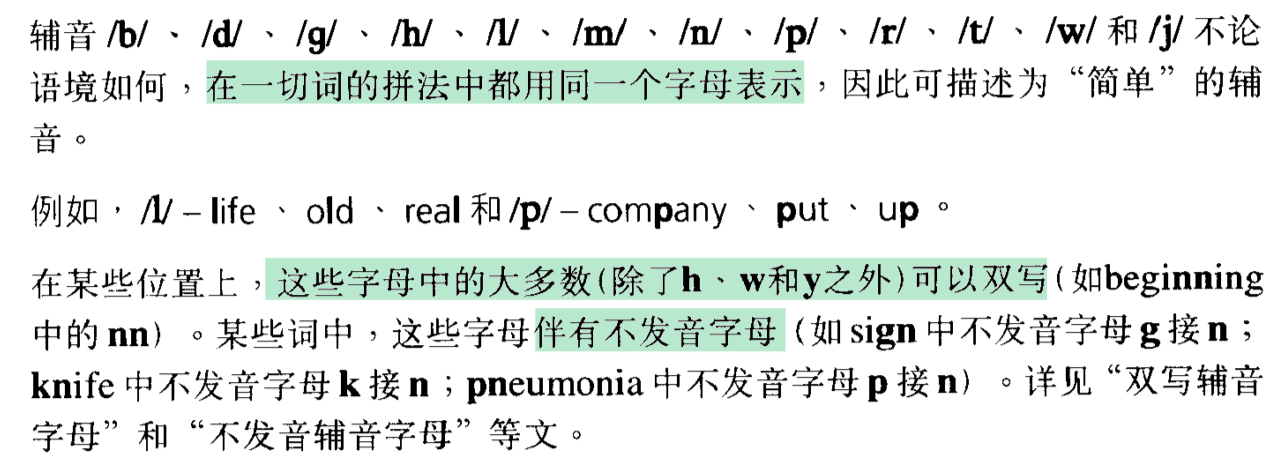 辅音 /b/、/d/、/g/、/h/、/l/、/m/、/n/、/p/、/r/、/t/、/w/ 和 /j/ 不论
语境如何，在一切词的拼法中都用同一个字母表示，因此可描述为“简单”的辅
音。
例如，/l/ – life、old、real 和 /p/ – company、put、up。
在某些位置上，这些字母中的大多数(除了h、w和y之外)可以双写(如beginning
中的 nn)。某些词中，这些字母伴有不发音字母 (如 sign 中不发音字母 g 接 n；
knife 中不发音字母 k 接 n；pneumonia 中不发音字母 p 接 n)。详见“双写辅音
字母”和“不发音辅音字母”等文。